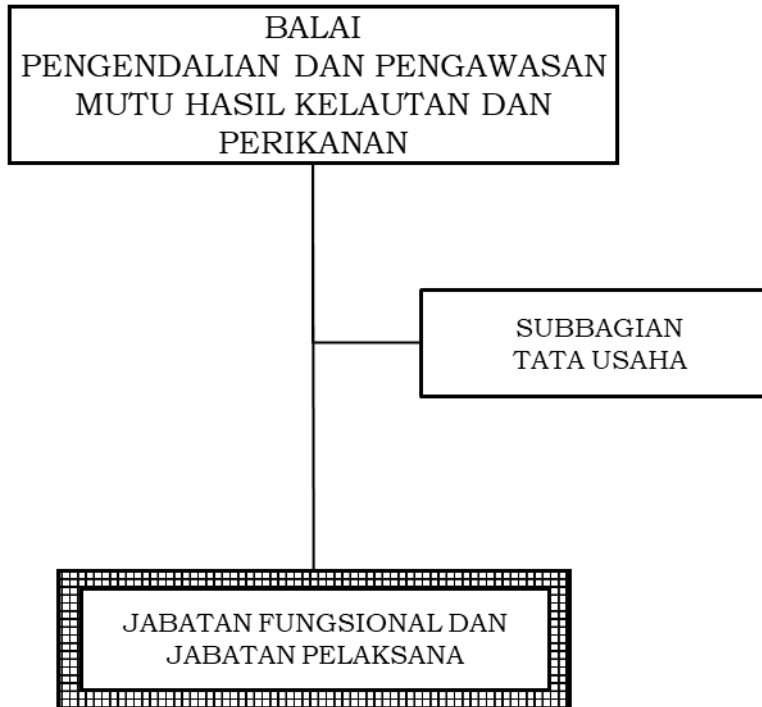 BALAI
PENGENDALIAN DAN PENGAWASAN
MUTU HASIL KELAUTAN DAN
PERIKANAN
SUBBAGIAN
TATA USAHA
JABATAN FUNGSIONAL DAN
JABATAN PELAKSANA